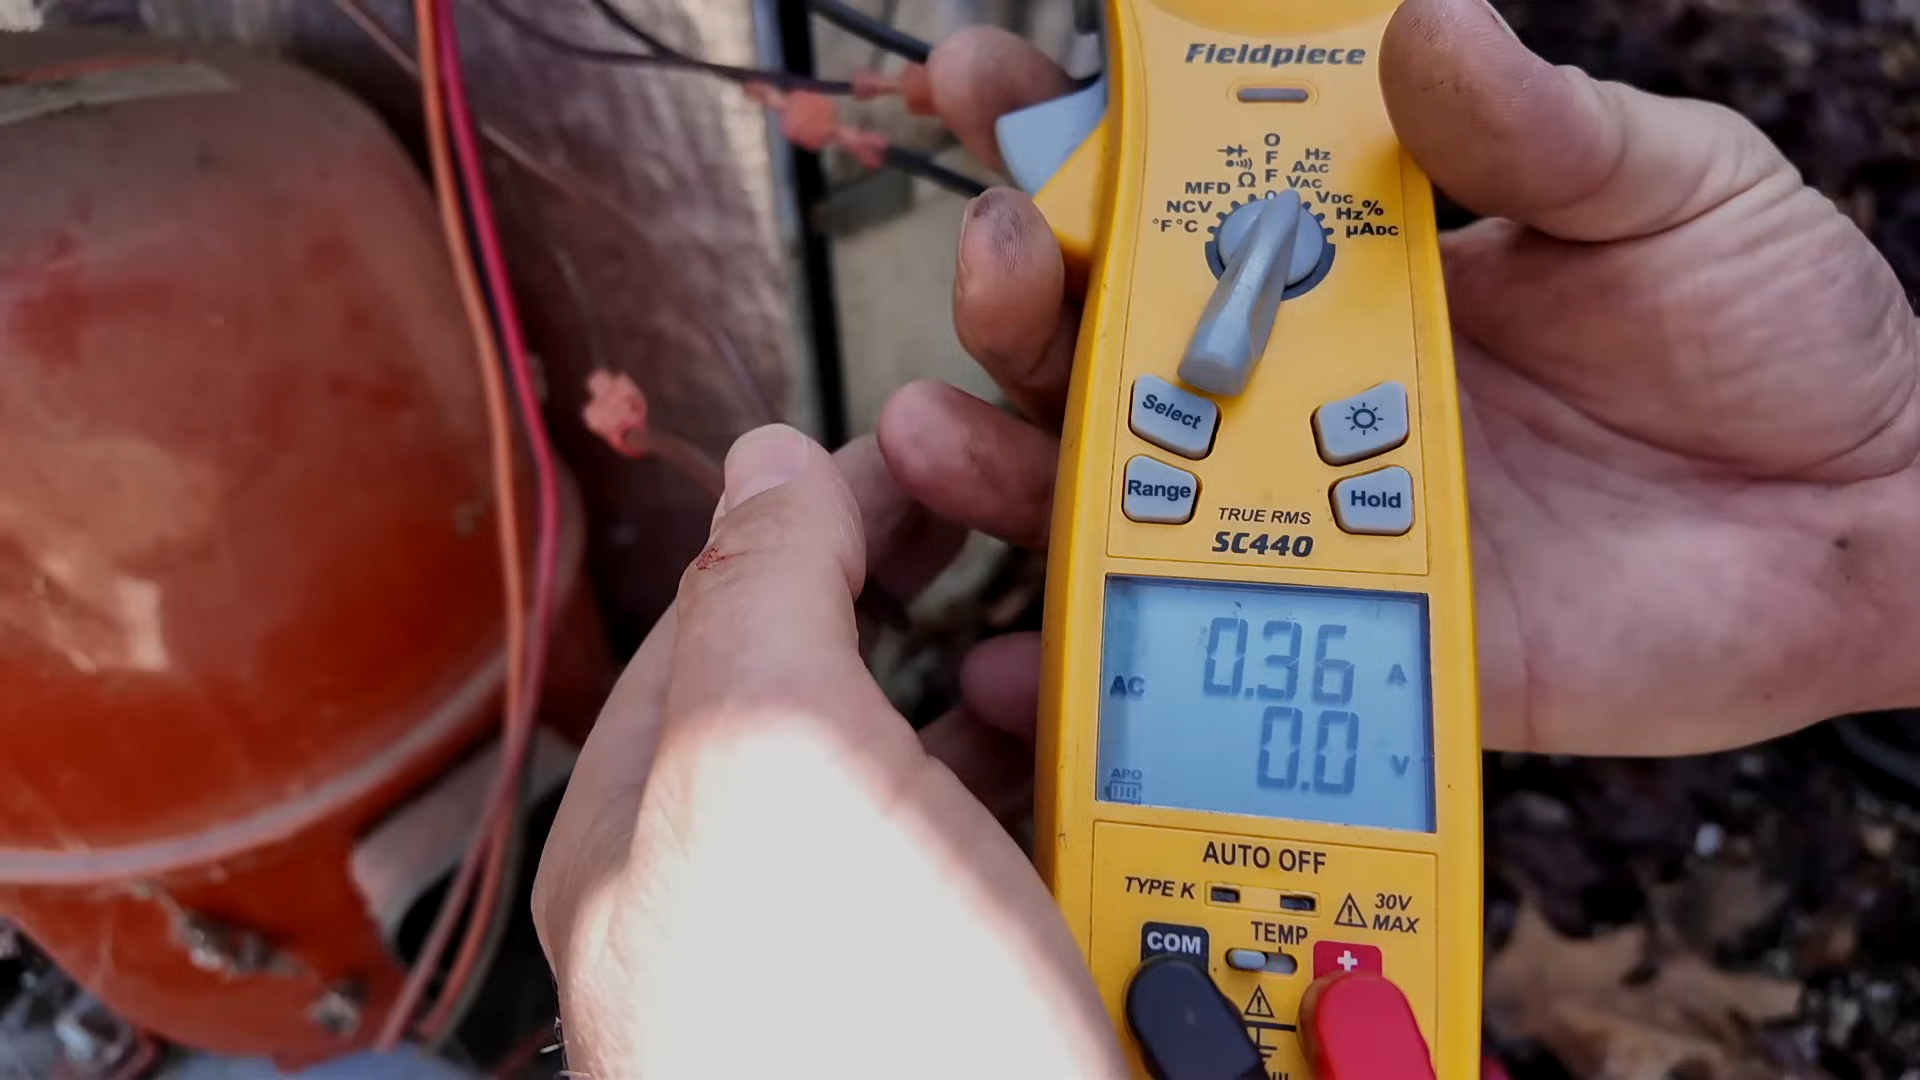 Fieldpiece
OFF
Hz
AAC
Ω
VAC
MFD
VDC
NCV
Hz%
°F°C
µADC
Select
Range
Hold
TRUE RMS
SC440
0.36 A
AC
0.0 V
APO
AUTO OFF
TYPE K
30V
MAX
TEMP
COM
+